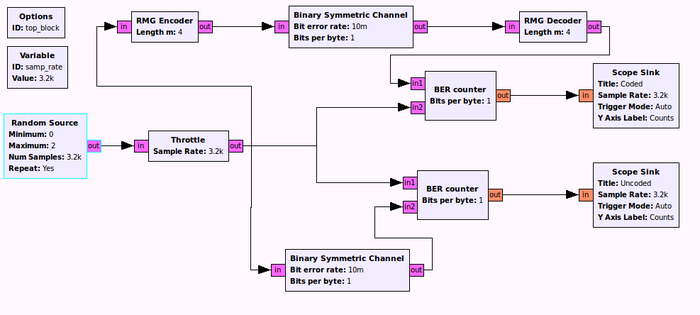 Options
ID: top_block
Variable
ID: samp_rate
Value: 3.2k
Random Source
Minimum: 0
Maximum: 2
Num Samples: 3.2k
Repeat: Yes
out
in
Throttle
Sample Rate: 3.2k
out
in
RMG Encoder
Length m: 4
out
in
Binary Symmetric Channel
Bit error rate: 10m
Bits per byte: 1
out
in
RMG Decoder
Length m: 4
out
in1
in2
BER counter
Bits per byte: 1
out
in
Scope Sink
Title: Coded
Sample Rate: 3.2k
Trigger Mode: Auto
Y Axis Label: Counts
in1
in2
BER counter
Bits per byte: 1
out
in
Scope Sink
Title: Uncoded
Sample Rate: 3.2k
Trigger Mode: Auto
Y Axis Label: Counts
in
Binary Symmetric Channel
Bit error rate: 10m
Bits per byte: 1
out